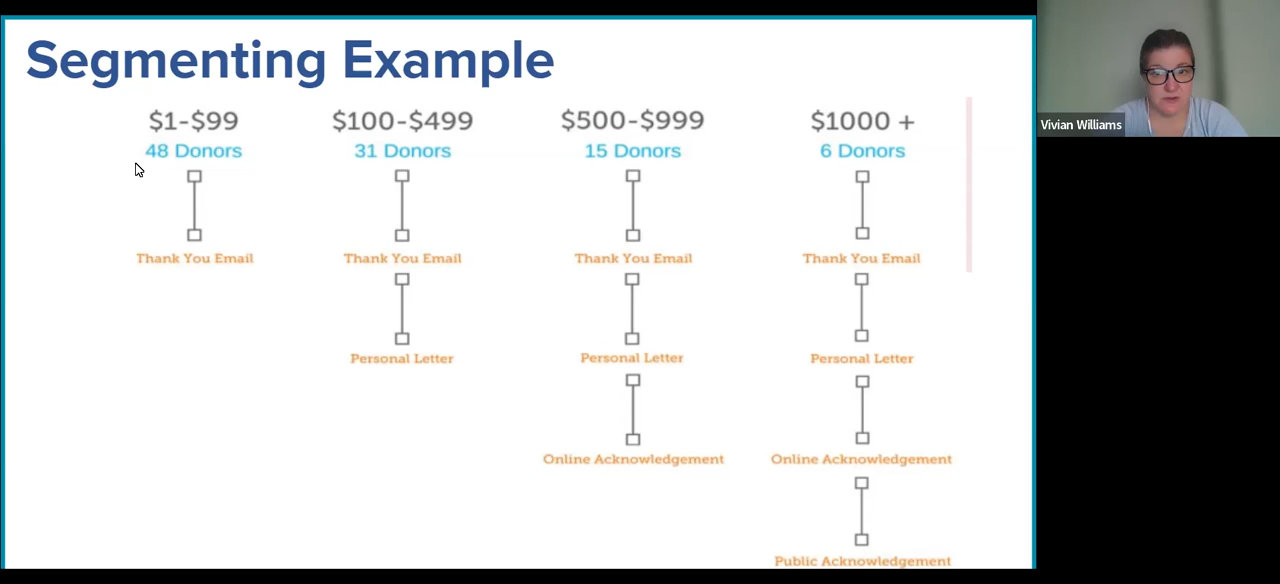 Segmenting Example
Vivian Williams
$1-$99 $100-$499 $500-$999 $1000 +
48 Donors 31 Donors 15 Donors 6 Donors
Thank You Email Thank You Email Thank You Email Thank You Email
Personal Letter Personal Letter Personal Letter
Online Acknowledgement Online Acknowledgement
Public Acknowledgement